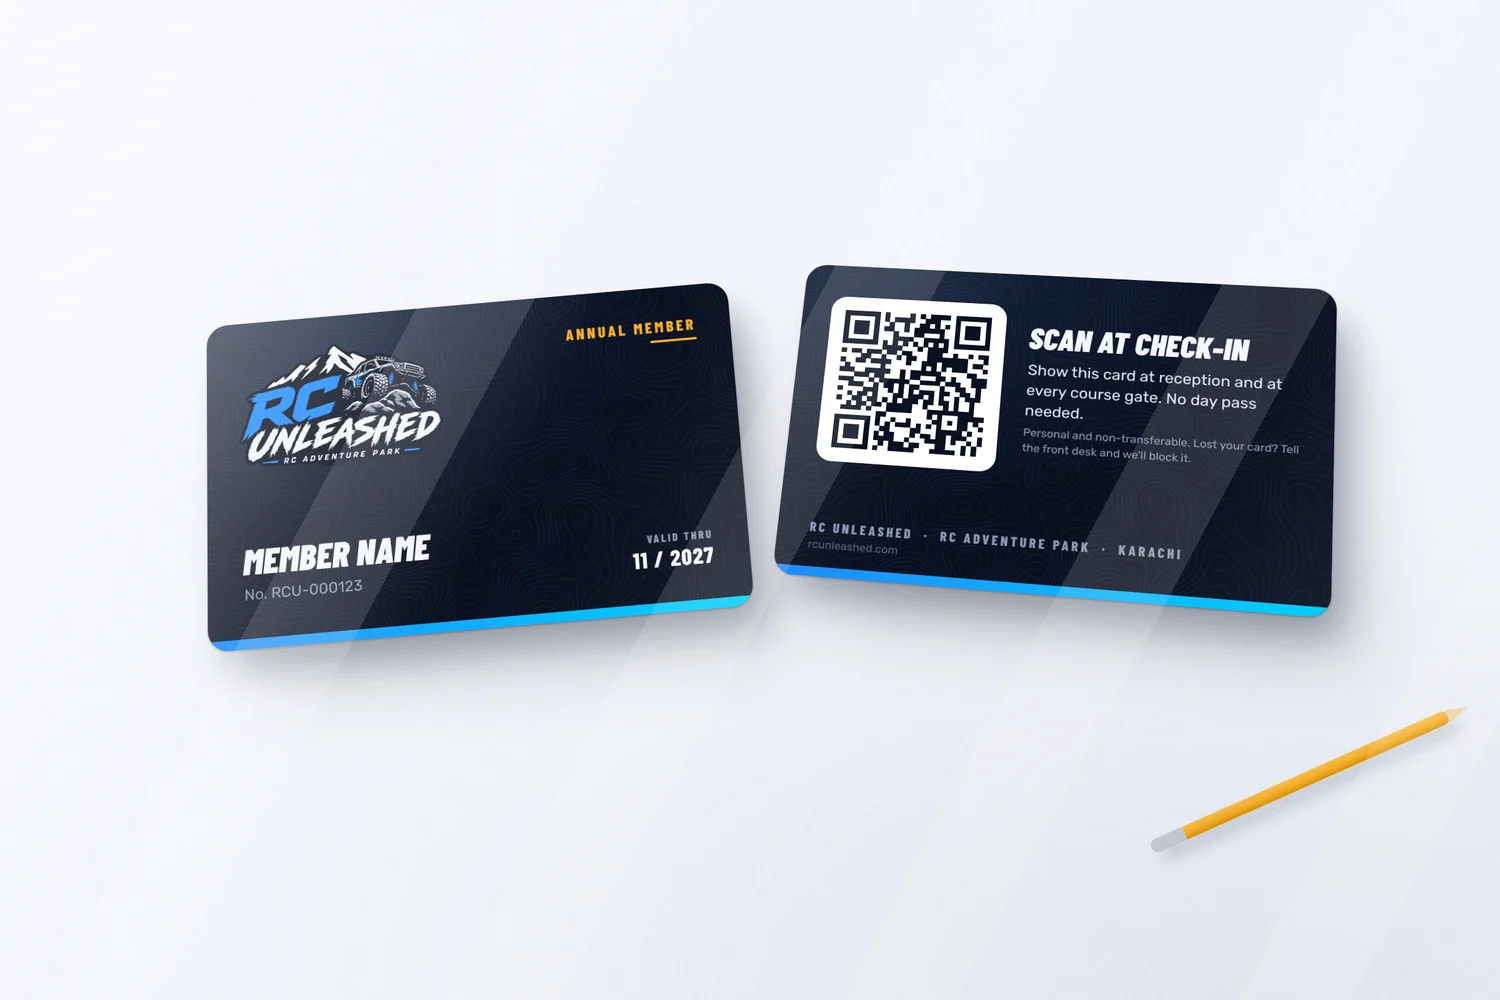 ANNUAL MEMBER
RC
UNLEASHED
RC ADVENTURE PARK
MEMBER NAME
No. RCU-000123
VALID THRU
11 / 2027
SCAN AT CHECK-IN
Show this card at reception and at
every course gate. No day pass
needed.
Personal and non-transferable. Lost your card? Tell
the front desk and we'll block it.
RC UNLEASHED · RC ADVENTURE PARK · KARACHI
rcunleashed.com